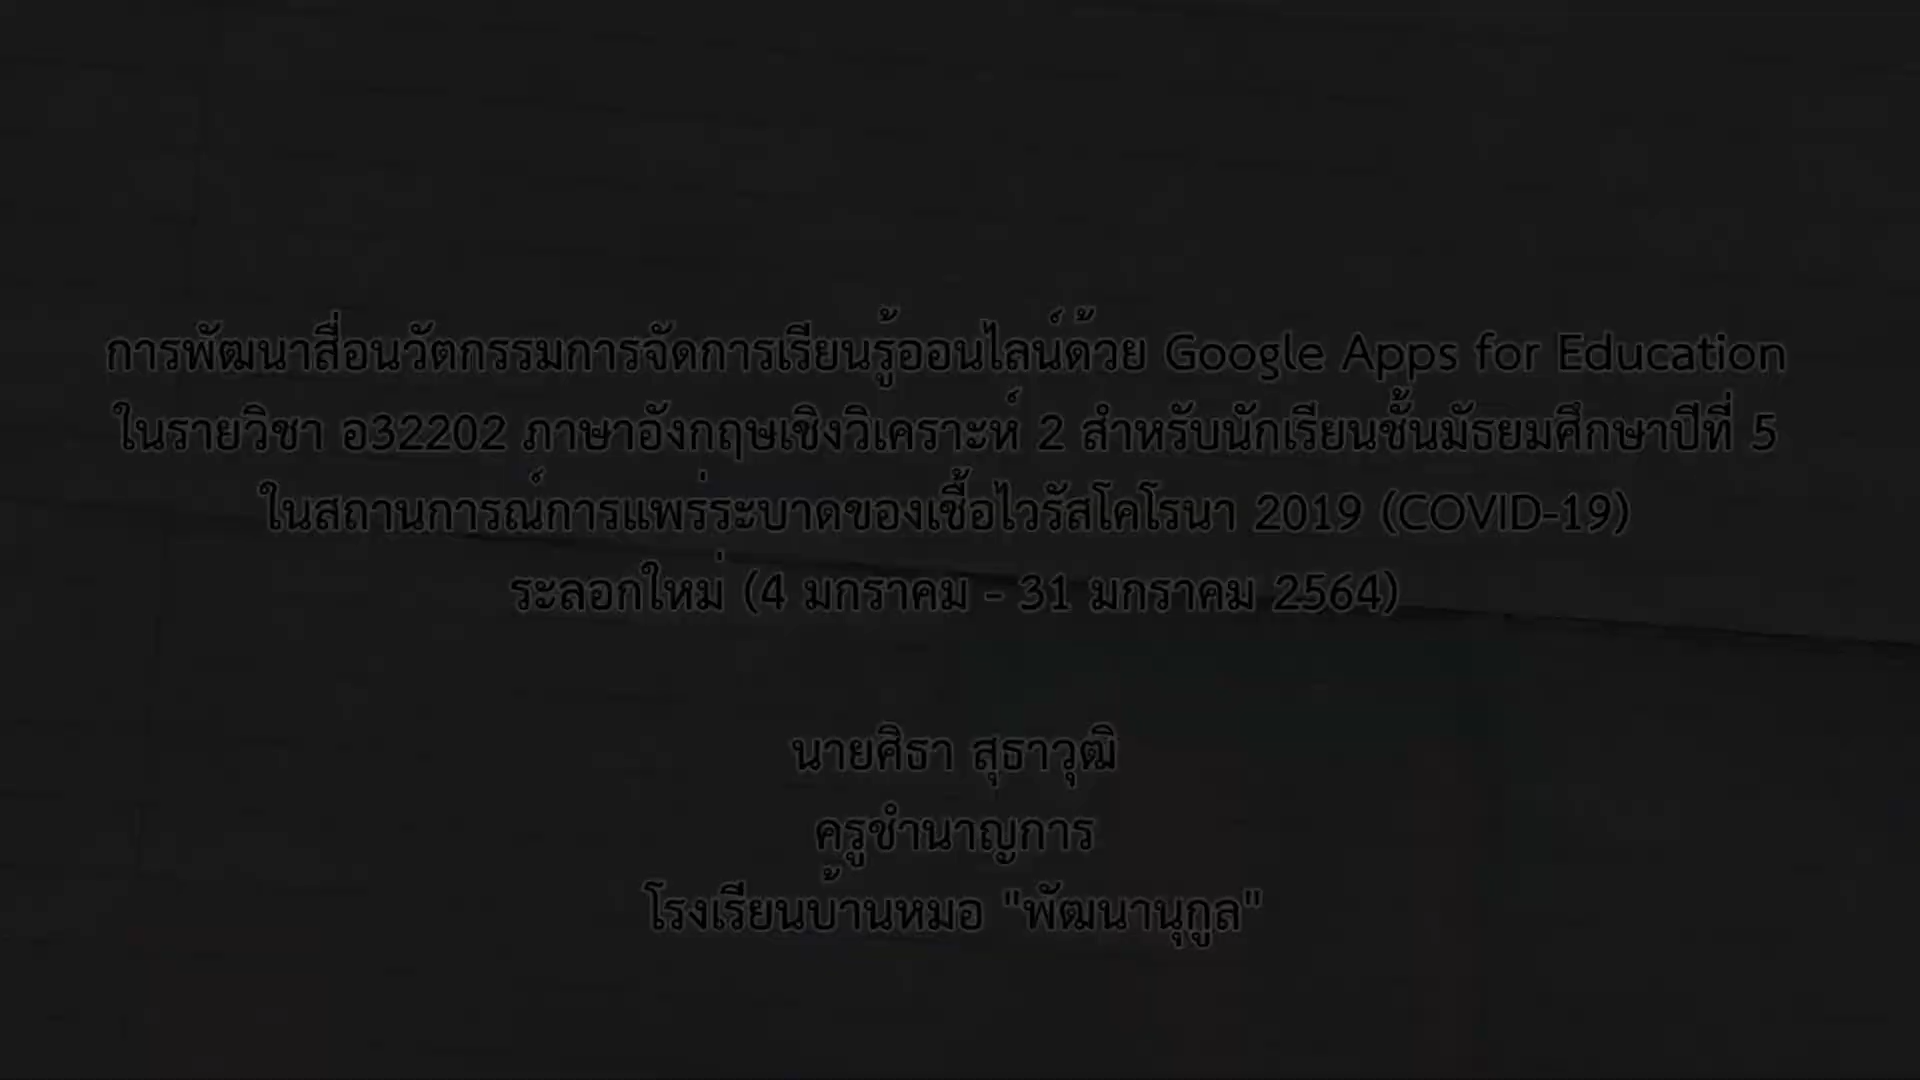 การพัฒนาสื่อนวัตกรรมการจัดการเรียนรู้ออนไลน์ด้วย Google Apps for Education
ในรายวิชา อ32202 ภาษาอังกฤษเชิงวิเคราะห์ 2 สำหรับนักเรียนชั้นมัธยมศึกษาปีที่ 5
ในสถานการณ์การแพร่ระบาดของเชื้อไวรัสโคโรนา 2019 (COVID-19)
ระลอกใหม่ (4 มกราคม - 31 มกราคม 2564)
นายศิธา สุธาวุฒิ
ครูชำนาญการ
โรงเรียนบ้านหมอ "พัฒนานุกูล"